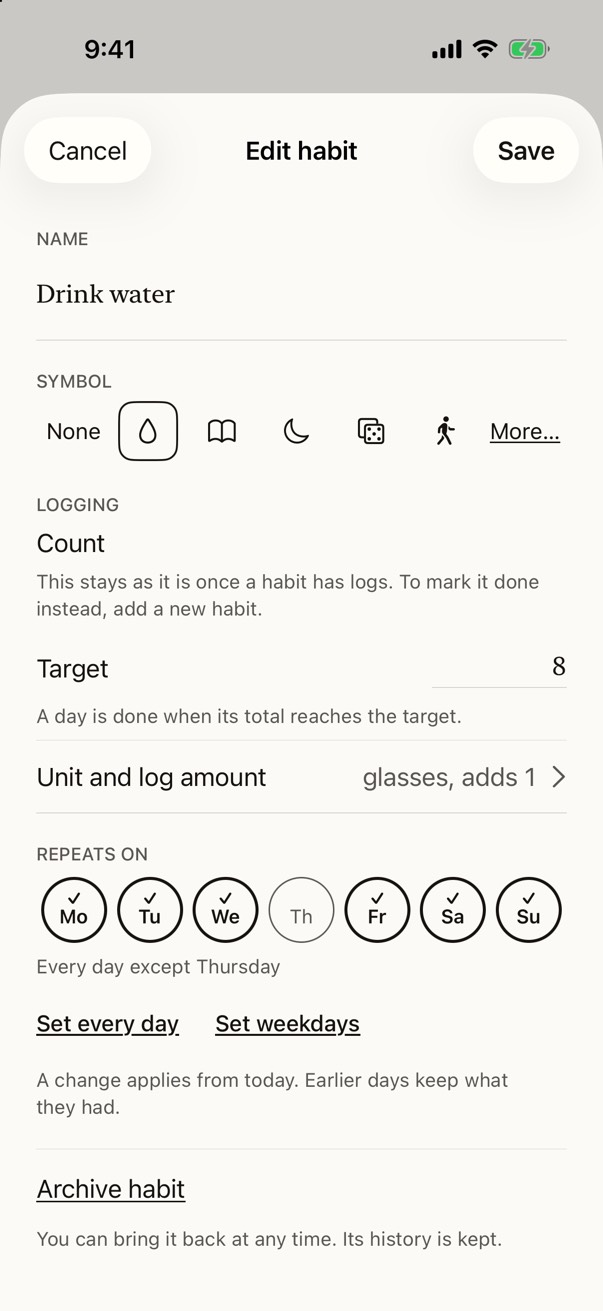 9:41
Cancel
Edit habit
Save
NAME
Drink water
SYMBOL
None
More...
LOGGING
Count
This stays as it is once a habit has logs. To mark it done
instead, add a new habit.
Target
8
A day is done when its total reaches the target.
Unit and log amount
glasses, adds 1
REPEATS ON
Mo
Tu
We
Th
Fr
Sa
Su
Every day except Thursday
Set every day
Set weekdays
A change applies from today. Earlier days keep what
they had.
Archive habit
You can bring it back at any time. Its history is kept.